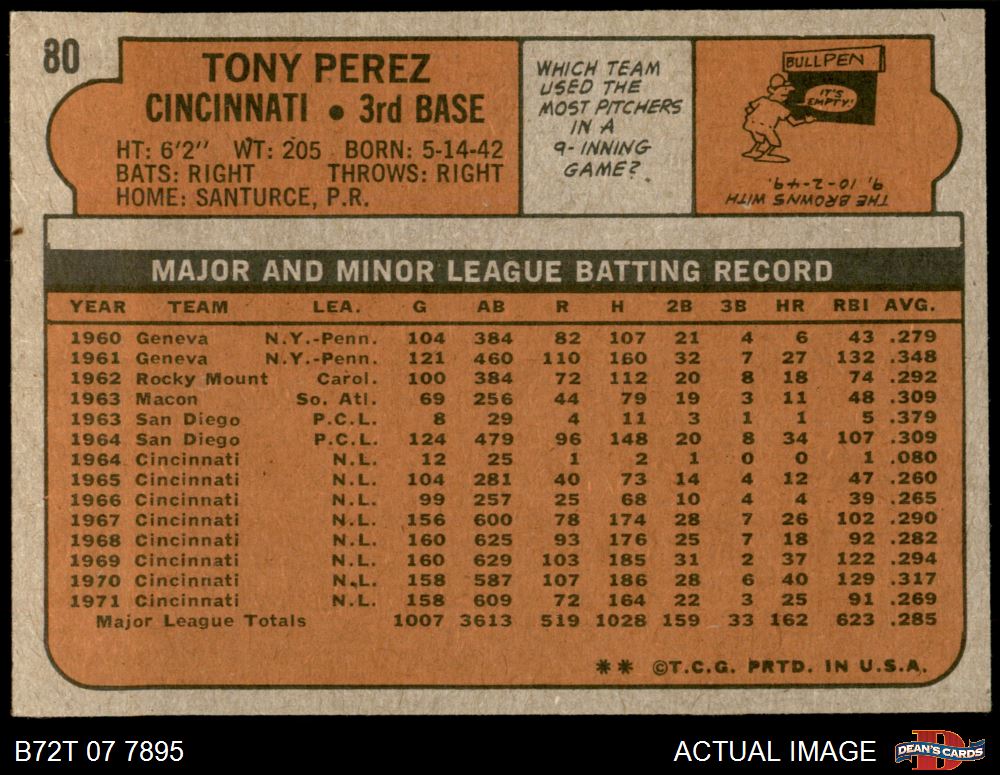 80
TONY PEREZ
CINCINNATI • 3rd BASE
HT: 6'2" WT: 205 BORN: 5-14-42
BATS: RIGHT THROWS: RIGHT
HOME: SANTURCE, P.R.
WHICH TEAM
USED THE
MOST PITCHERS
IN A
9-INNING
GAME?
BULLPEN
IT'S
EMPTY!
THE BROWNS WITH
9, 10-2-49.
MAJOR AND MINOR LEAGUE BATTING RECORD
YEAR TEAM LEA. G AB R H 2B 3B HR RBI AVG.
1960 Geneva N.Y.-Penn. 104 384 82 107 21 4 6 43 .279
1961 Geneva N.Y.-Penn. 121 460 110 160 32 7 27 132 .348
1962 Rocky Mount Carol. 100 384 72 112 20 8 18 74 .292
1963 Macon So. Atl. 69 256 44 79 19 3 11 48 .309
1963 San Diego P.C.L. 8 29 4 11 3 1 1 5 .379
1964 San Diego P.C.L. 124 479 96 148 20 8 34 107 .309
1964 Cincinnati N.L. 12 25 1 2 1 0 0 1 .080
1965 Cincinnati N.L. 104 281 40 73 14 4 12 47 .260
1966 Cincinnati N.L. 99 257 25 68 10 4 4 39 .265
1967 Cincinnati N.L. 156 600 78 174 28 7 26 102 .290
1968 Cincinnati N.L. 160 625 93 176 25 7 18 92 .282
1969 Cincinnati N.L. 160 629 103 185 31 2 37 122 .294
1970 Cincinnati N.L. 158 587 107 186 28 6 40 129 .317
1971 Cincinnati N.L. 158 609 72 164 22 3 25 91 .269
Major League Totals 1007 3613 519 1028 159 33 162 623 .285
** ©T.C.G. PRTD. IN U.S.A.
B72T 07 7895
ACTUAL IMAGE
B
DEAN'S CARDS